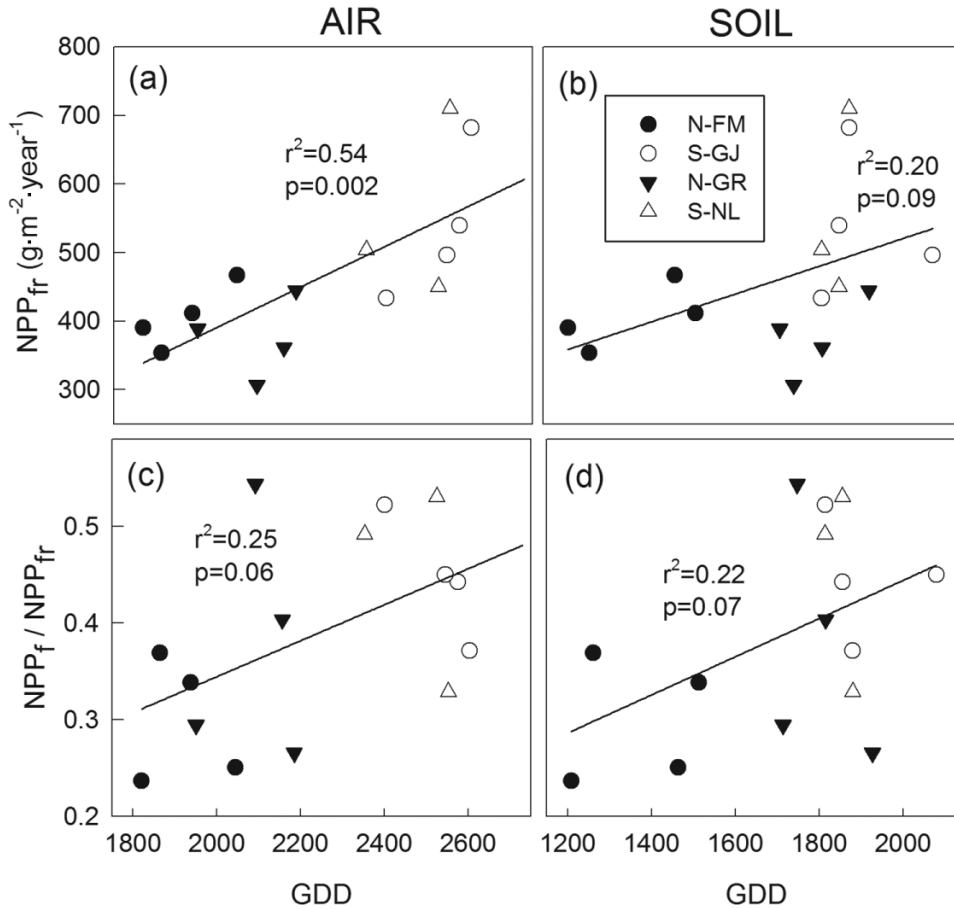 AIR
SOIL
800
700
600
500
400
300
NPPfr (g·m⁻²·year⁻¹)
(a)
r²=0.54
p=0.002
(b)
N-FM
S-GJ
N-GR
S-NL
r²=0.20
p=0.09
0.5
0.4
0.3
0.2
NPPf / NPPfr
(c)
r²=0.25
p=0.06
(d)
r²=0.22
p=0.07
1800 2000 2200 2400 2600
1200 1400 1600 1800 2000
GDD
GDD